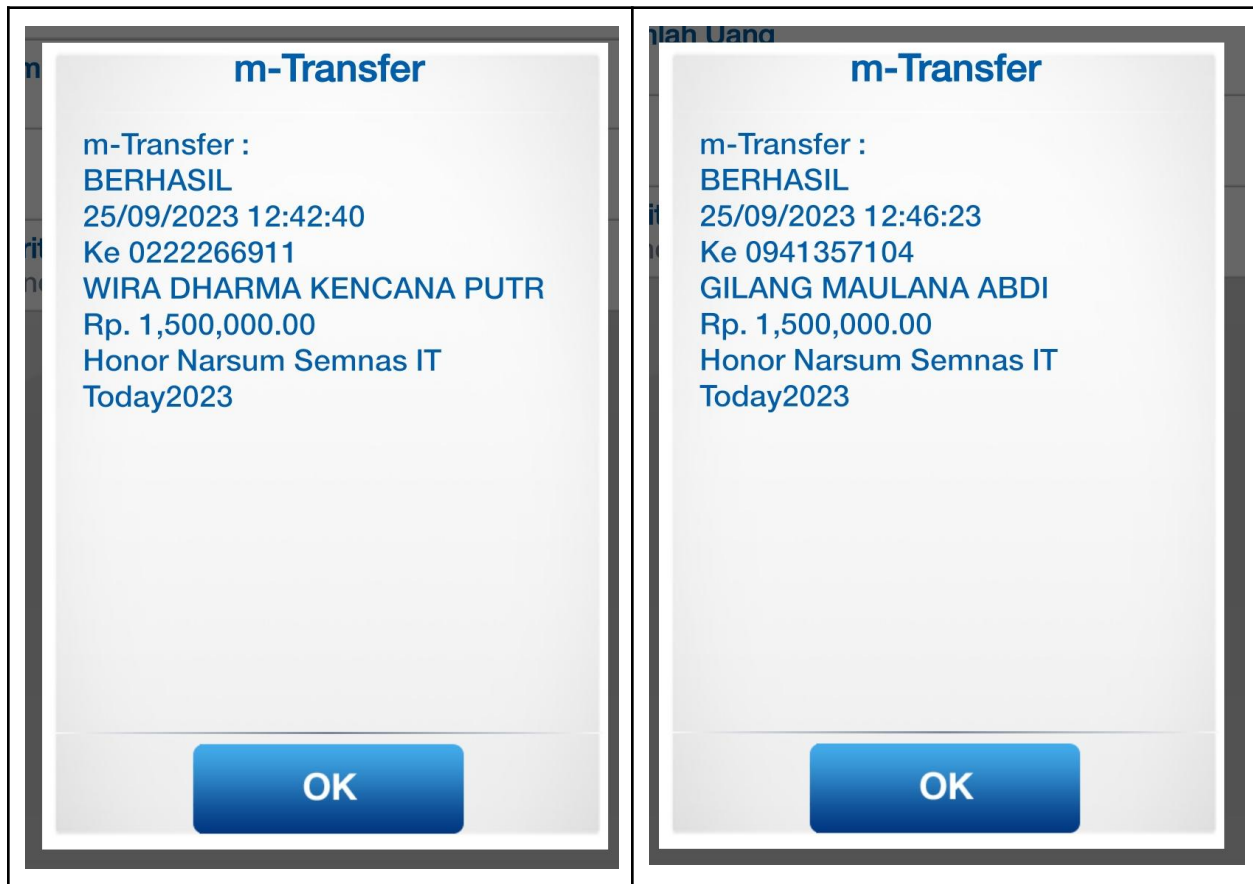 m-Transfer
m-Transfer :
BERHASIL
25/09/2023 12:42:40
Ke 0222266911
WIRA DHARMA KENCANA PUTR
Rp. 1,500,000.00
Honor Narsum Semnas IT
Today2023
OK
mlah Uang
m-Transfer
m-Transfer :
BERHASIL
25/09/2023 12:46:23
Ke 0941357104
GILANG MAULANA ABDI
Rp. 1,500,000.00
Honor Narsum Semnas IT
Today2023
OK